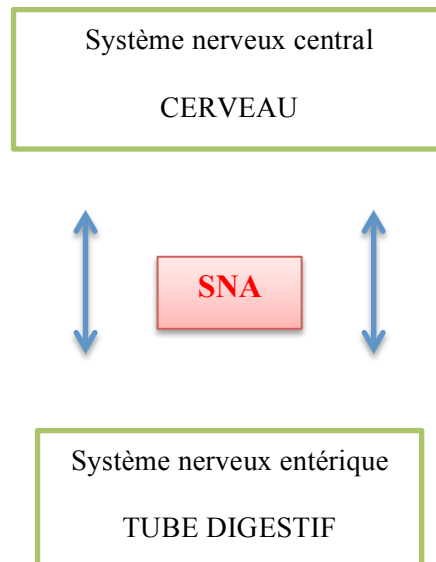 Système nerveux central
CERVEAU
SNA
Système nerveux entérique
TUBE DIGESTIF